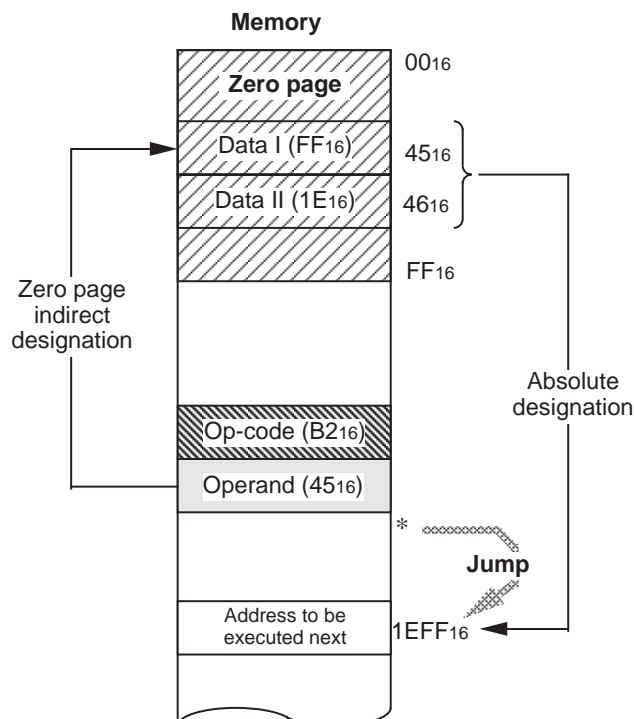 Memory
Zero page
0016
Data I (FF16)
4516
Data II (1E16)
4616
FF16
Zero page
indirect
designation
Absolute
designation
Op-code (B216)
Operand (4516)
*
Jump
Address to be
executed next
1EFF16